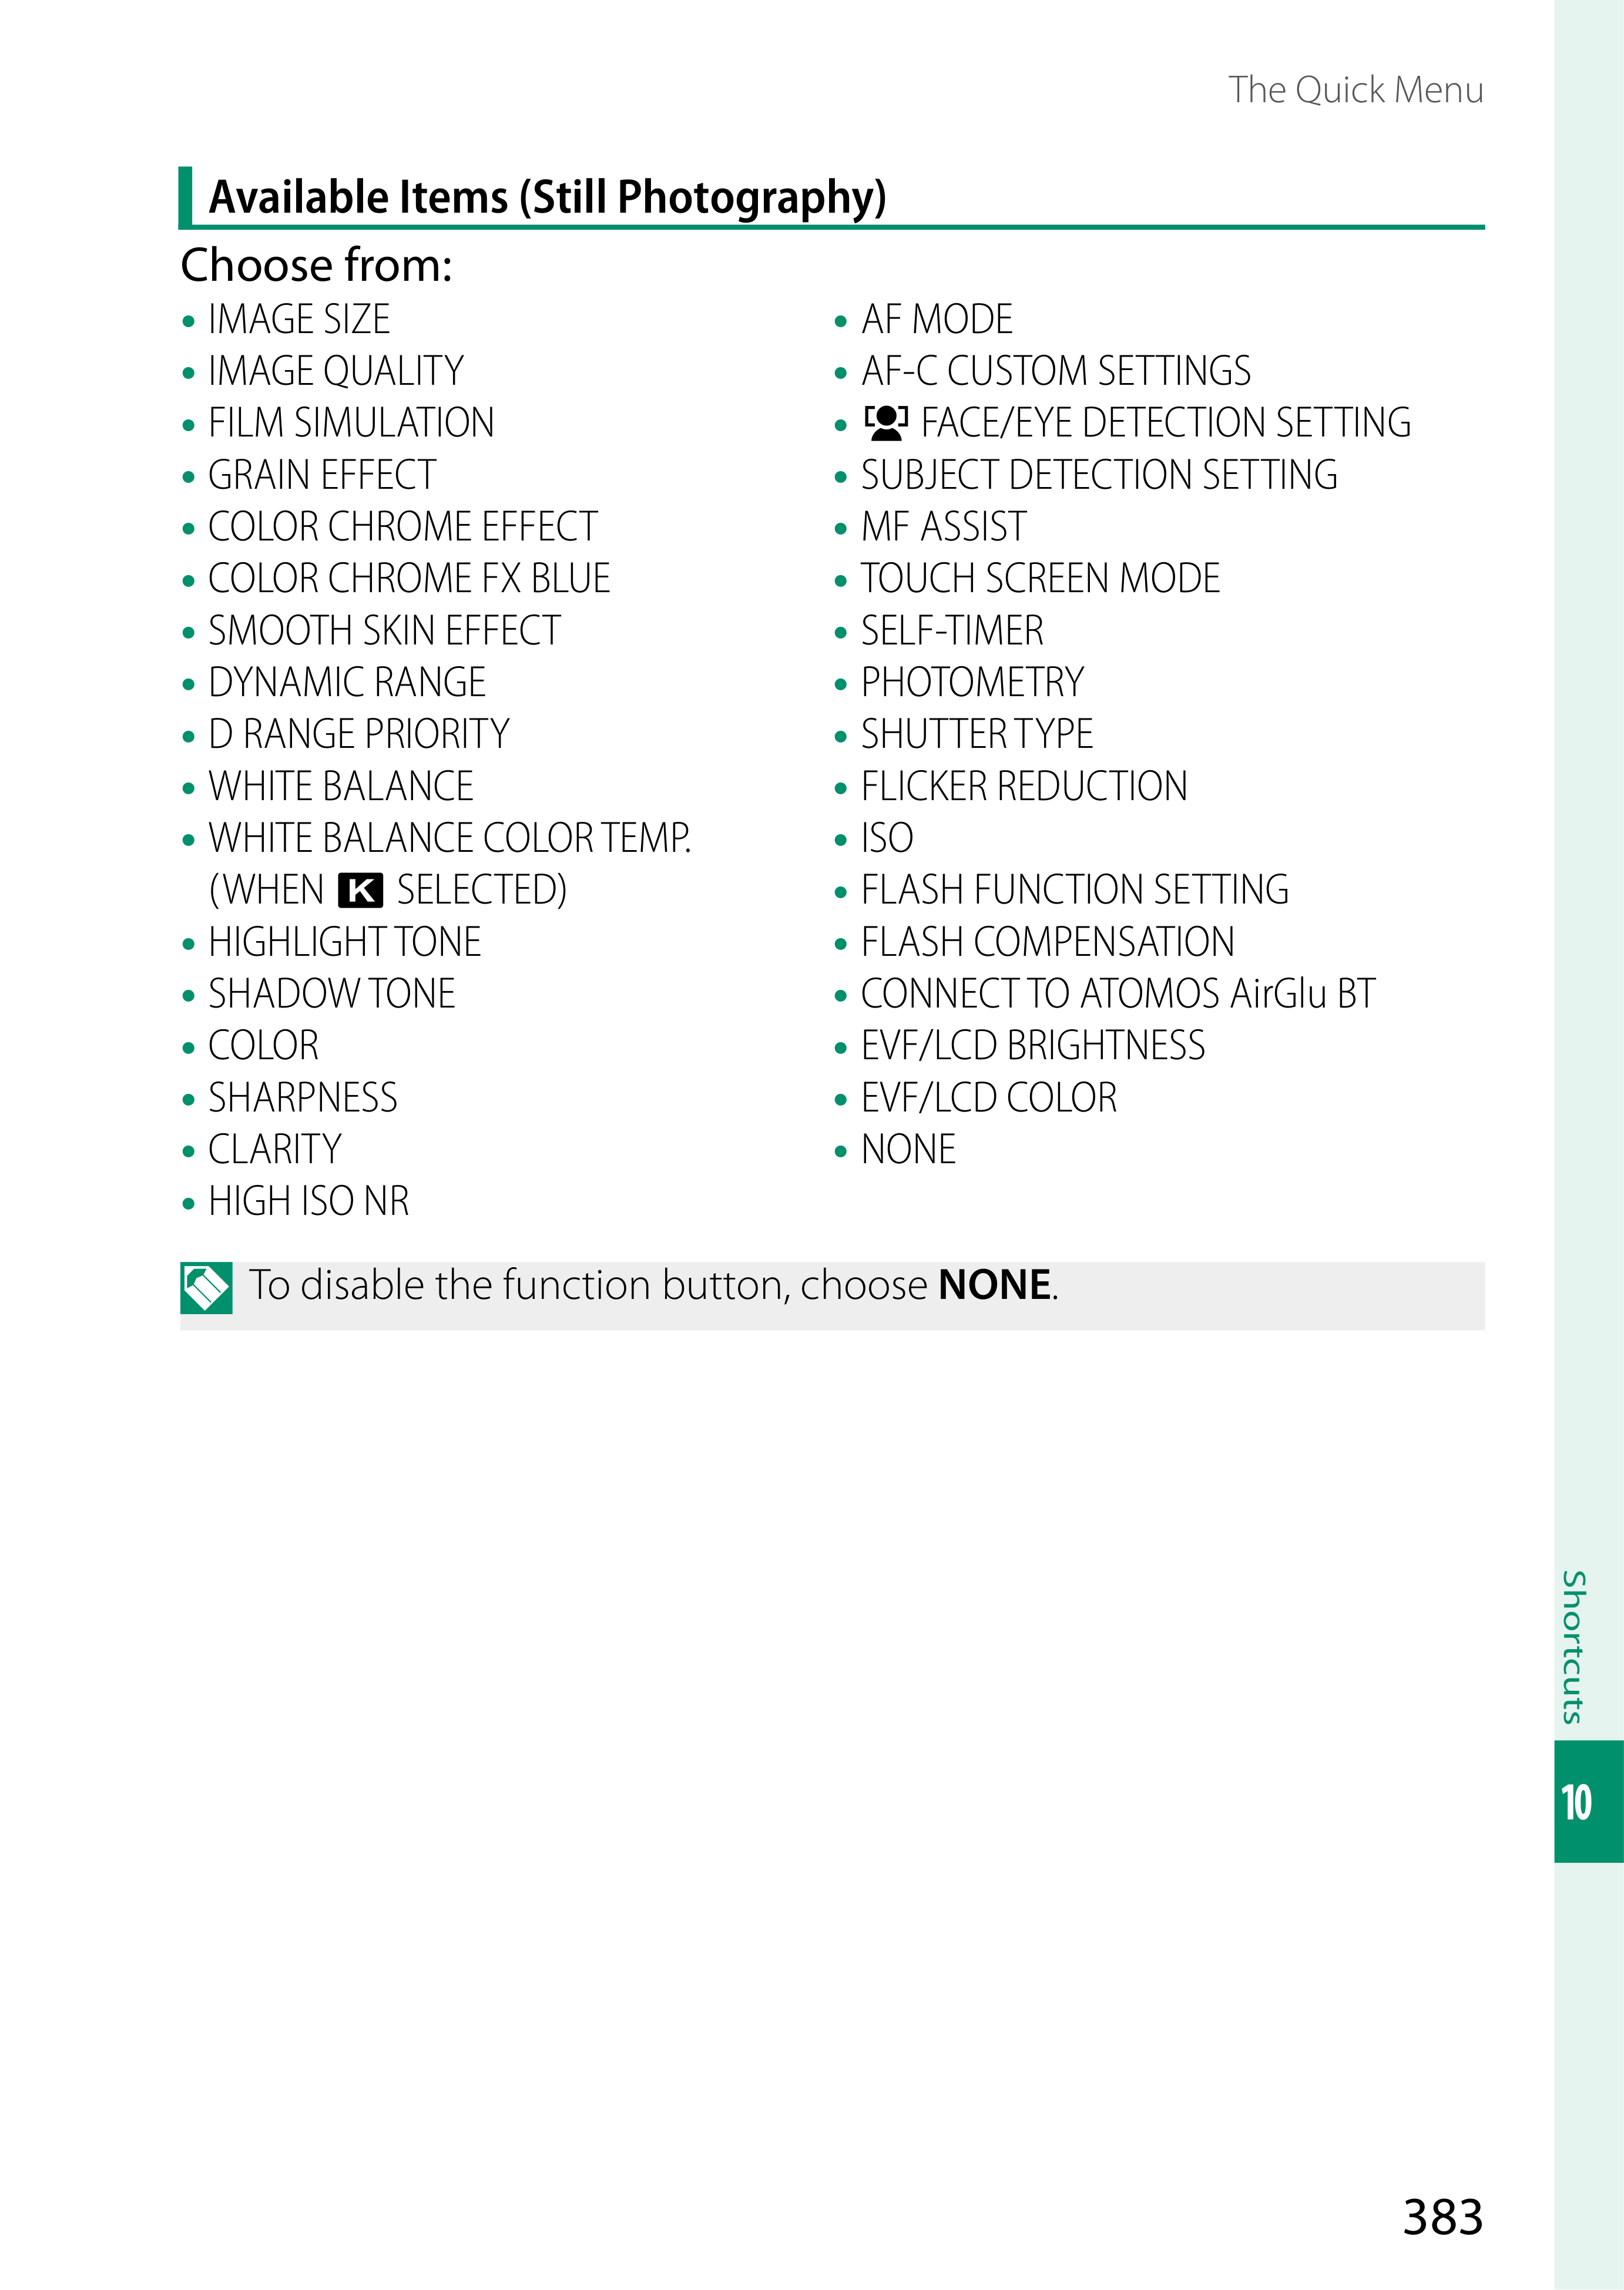 The Quick Menu
Available Items (Still Photography)
Choose from:
• IMAGE SIZE
• IMAGE QUALITY
• FILM SIMULATION
• GRAIN EFFECT
• COLOR CHROME EFFECT
• COLOR CHROME FX BLUE
• SMOOTH SKIN EFFECT
• DYNAMIC RANGE
• D RANGE PRIORITY
• WHITE BALANCE
• WHITE BALANCE COLOR TEMP.
(WHEN K SELECTED)
• HIGHLIGHT TONE
• SHADOW TONE
• COLOR
• SHARPNESS
• CLARITY
• HIGH ISO NR
• AF MODE
• AF-C CUSTOM SETTINGS
• FACE/EYE DETECTION SETTING
• SUBJECT DETECTION SETTING
• MF ASSIST
• TOUCH SCREEN MODE
• SELF-TIMER
• PHOTOMETRY
• SHUTTER TYPE
• FLICKER REDUCTION
• ISO
• FLASH FUNCTION SETTING
• FLASH COMPENSATION
• CONNECT TO ATOMOS AirGlu BT
• EVF/LCD BRIGHTNESS
• EVF/LCD COLOR
• NONE
To disable the function button, choose NONE.
Shortcuts
10
383